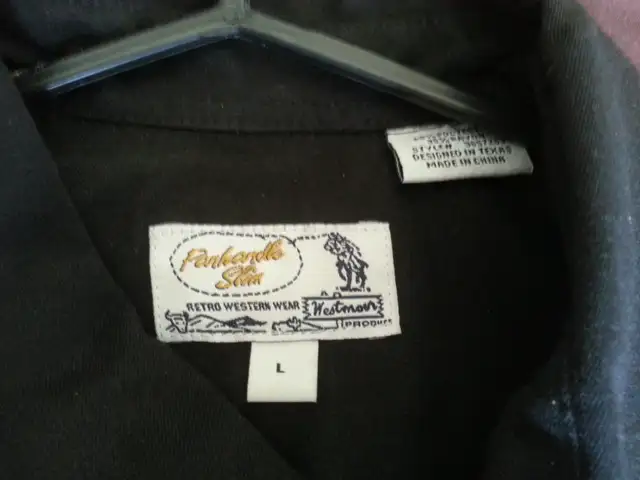 STYLE#
DESIGNED IN TEXAS
MADE IN CHINA
Panhandle
Slim
RETRO WESTERN WEAR
Westmoor
PRODUCT
L